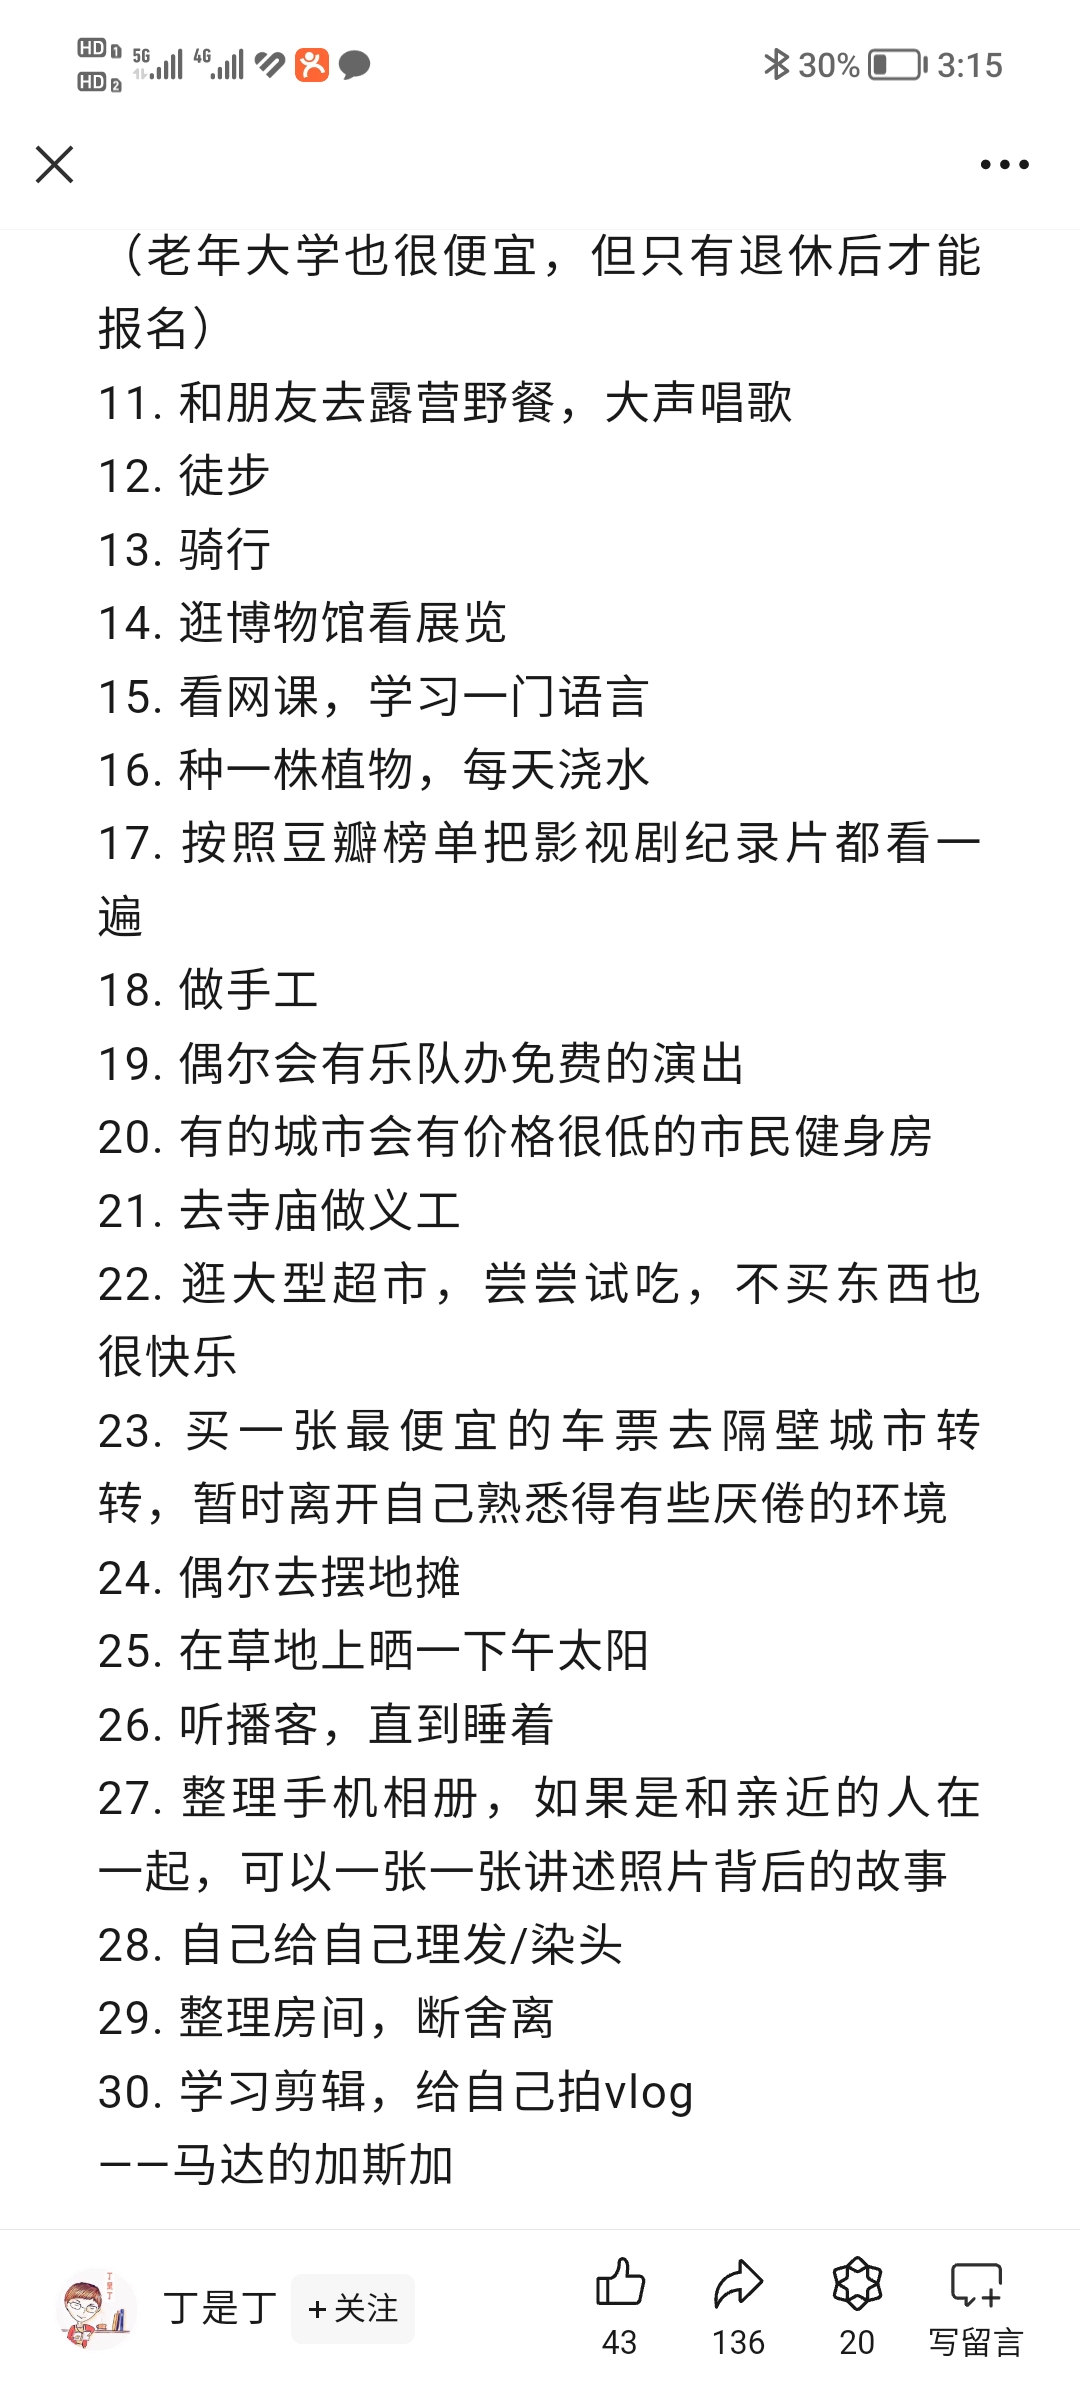 HD 1 5G 4G 30% 3:15
HD 2
（老年大学也很便宜，但只有退休后才能
报名）
11. 和朋友去露营野餐，大声唱歌
12. 徒步
13. 骑行
14. 逛博物馆看展览
15. 看网课，学习一门语言
16. 种一株植物，每天浇水
17. 按照豆瓣榜单把影视剧纪录片都看一
遍
18. 做手工
19. 偶尔会有乐队办免费的演出
20. 有的城市会有价格很低的市民健身房
21. 去寺庙做义工
22. 逛大型超市，尝尝试吃，不买东西也
很快乐
23. 买一张最便宜的车票去隔壁城市转
转，暂时离开自己熟悉得有些厌倦的环境
24. 偶尔去摆地摊
25. 在草地上晒一下午太阳
26. 听播客，直到睡着
27. 整理手机相册，如果是和亲近的人在
一起，可以一张一张讲述照片背后的故事
28. 自己给自己理发/染头
29. 整理房间，断舍离
30. 学习剪辑，给自己拍vlog
——马达的加斯加
丁是丁
丁是丁 +关注
43 136 20 写留言